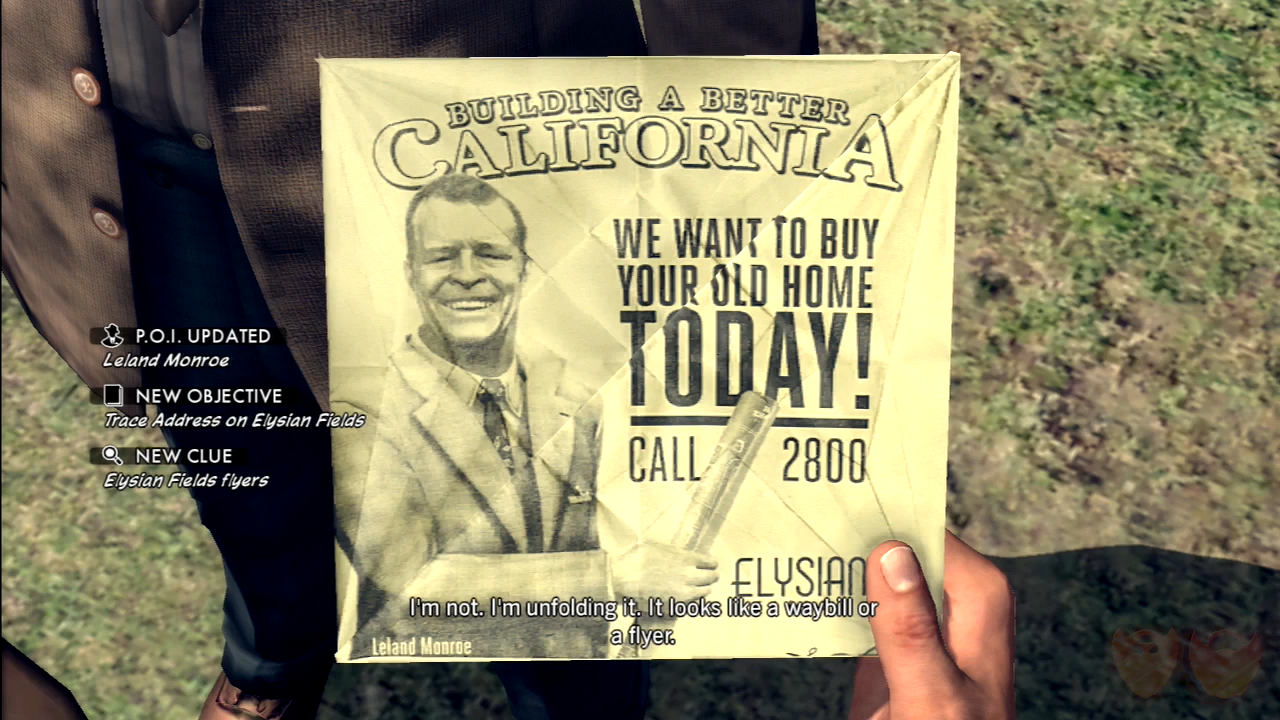 BUILDING A BETTER
CALIFORNIA
WE WANT TO BUY
YOUR OLD HOME
TODAY!
CALL 2800
ELYSIAN
Leland Monroe
P.O.I. UPDATED
Leland Monroe
NEW OBJECTIVE
Trace Address on Elysian Fields
NEW CLUE
Elysian Fields flyers
I'm not. I'm unfolding it. It looks like a waybill or
a flyer.